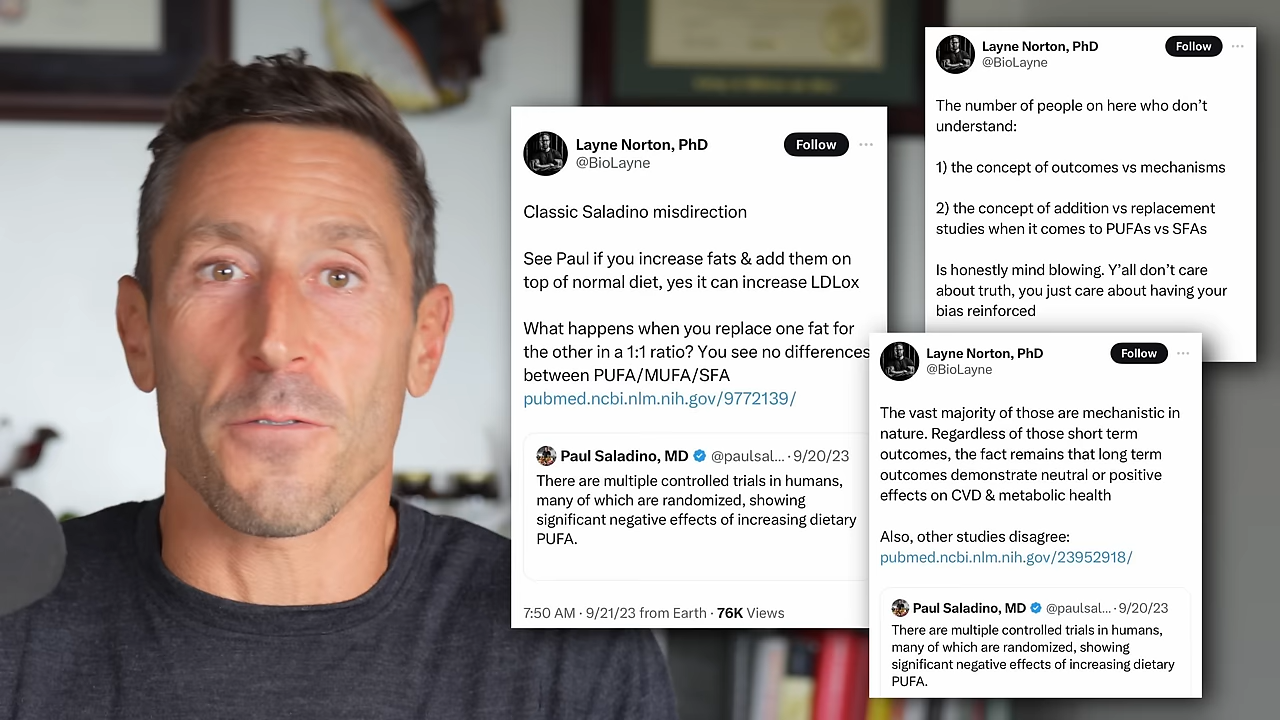 Layne Norton, PhD
@BioLayne
Follow
Classic Saladino misdirection
See Paul if you increase fats & add them on
top of normal diet, yes it can increase LDLox
What happens when you replace one fat for
the other in a 1:1 ratio? You see no differences
between PUFA/MUFA/SFA
pubmed.ncbi.nlm.nih.gov/9772139/
Paul Saladino, MD @paulsal... · 9/20/23
There are multiple controlled trials in humans,
many of which are randomized, showing
significant negative effects of increasing dietary
PUFA.
7:50 AM · 9/21/23 from Earth · 76K Views
Layne Norton, PhD
@BioLayne
Follow
The number of people on here who don’t
understand:
1) the concept of outcomes vs mechanisms
2) the concept of addition vs replacement
studies when it comes to PUFAs vs SFAs
Is honestly mind blowing. Y’all don’t care
about truth, you just care about having your
bias reinforced
Layne Norton, PhD
@BioLayne
Follow
The vast majority of those are mechanistic in
nature. Regardless of those short term
outcomes, the fact remains that long term
outcomes demonstrate neutral or positive
effects on CVD & metabolic health
Also, other studies disagree:
pubmed.ncbi.nlm.nih.gov/23952918/
Paul Saladino, MD @paulsal... · 9/20/23
There are multiple controlled trials in humans,
many of which are randomized, showing
significant negative effects of increasing dietary
PUFA.